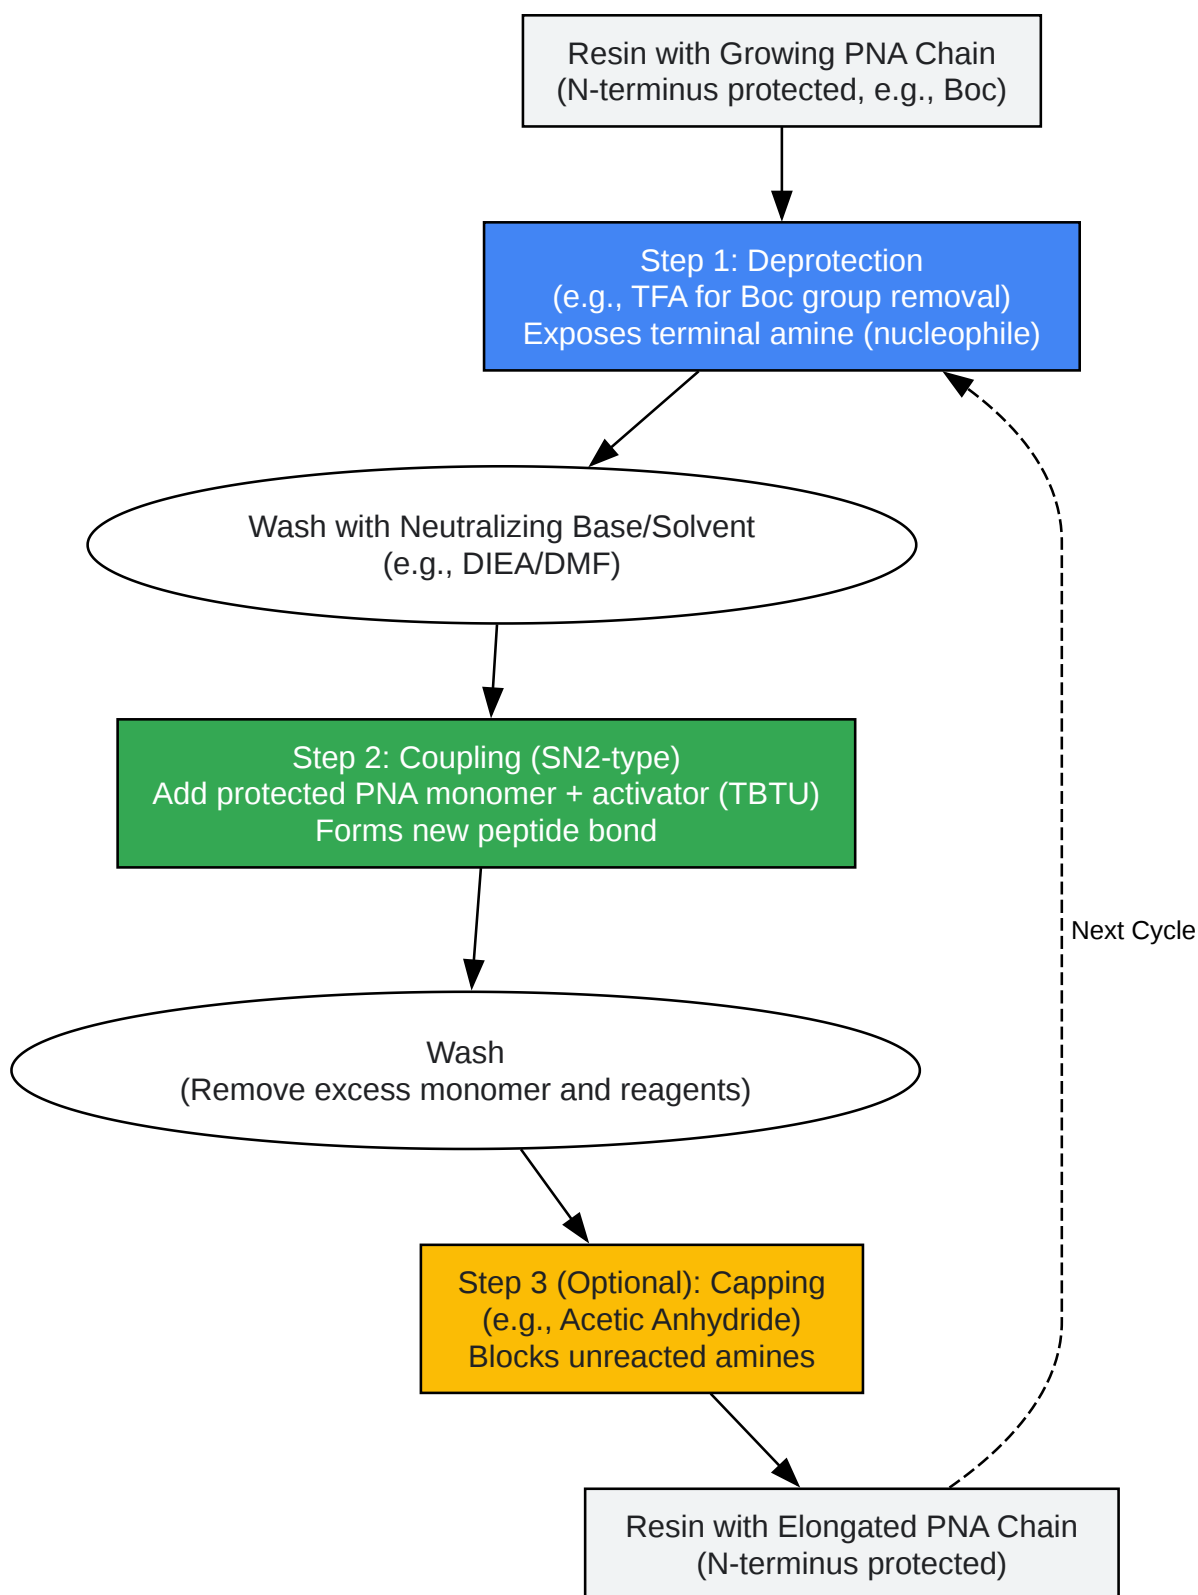 Resin with Growing PNA Chain
(N-terminus protected, e.g., Boc)
Step 1: Deprotection
(e.g., TFA for Boc group removal)
Exposes terminal amine (nucleophile)
Wash with Neutralizing Base/Solvent
(e.g., DIEA/DMF)
Step 2: Coupling (SN2-type)
Add protected PNA monomer + activator (TBTU)
Forms new peptide bond
Next Cycle
Wash
(Remove excess monomer and reagents)
Step 3 (Optional): Capping
(e.g., Acetic Anhydride)
Blocks unreacted amines
Resin with Elongated PNA Chain
(N-terminus protected)